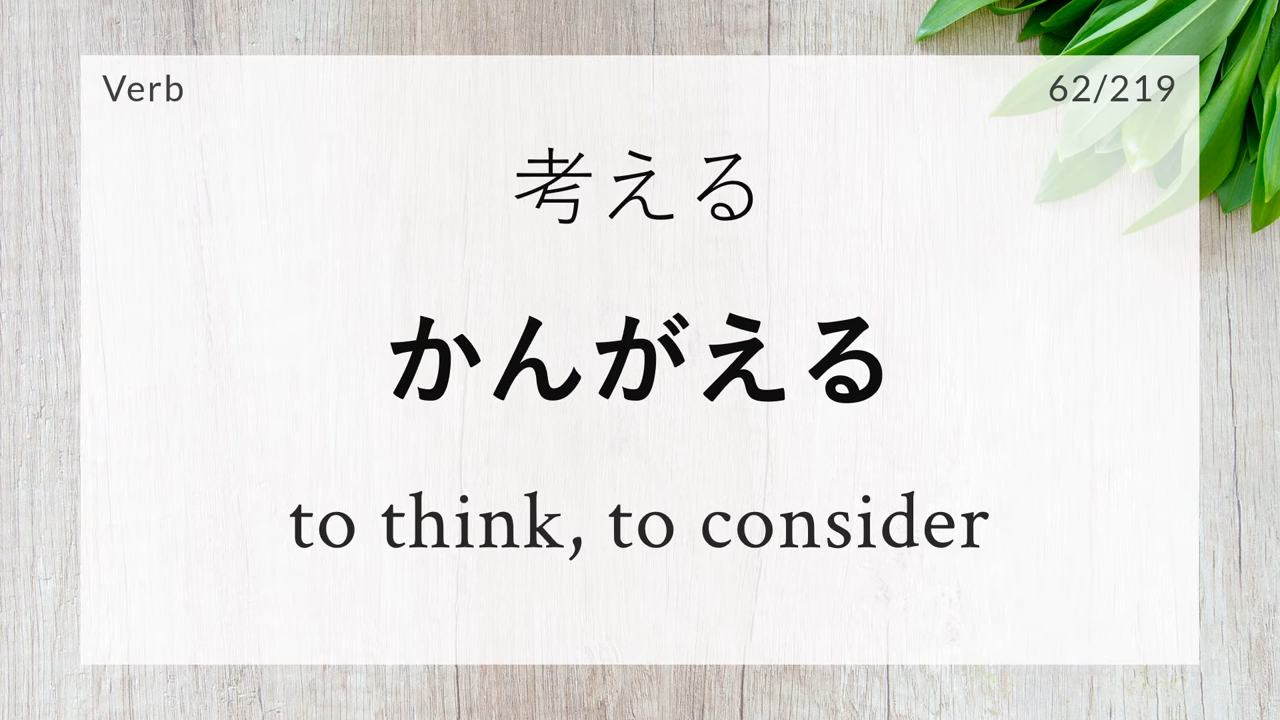 Verb
62/219
考える
かんがえる
to think, to consider